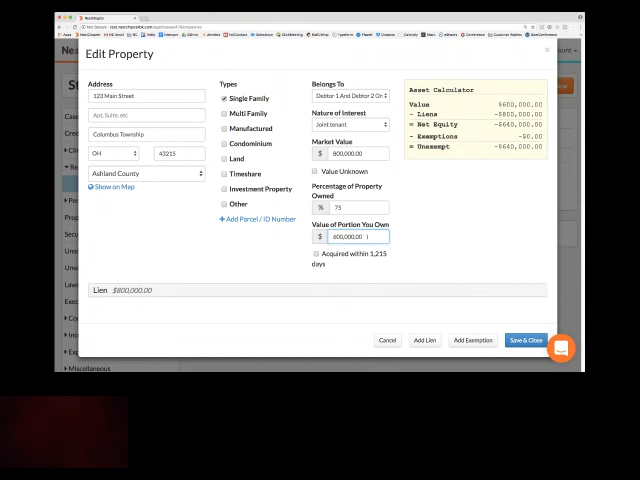 NextChapter
Edit Property
×
Address
123 Main Street
Apt, Suite, etc
Columbus Township
OH
43215
Ashland County
Show on Map
Types
Single Family
Multi Family
Manufactured
Condominium
Land
Timeshare
Investment Property
Other
+ Add Parcel / ID Number
Belongs To
Debtor 1 And Debtor 2 On
Nature of Interest
Joint tenant
Market Value
$ 800,000.00
Value Unknown
Percentage of Property
Owned
% 75
Value of Portion You Own
$ 600,000.00
Acquired within 1,215
days
Asset Calculator
Value $600,000.00
- Liens -$800,000.00
= Net Equity -$640,000.00
- Exemptions -$0.00
= Unexempt -$640,000.00
Lien $800,000.00
Cancel
Add Lien
Add Exemption
Save & Close
Miscellaneous